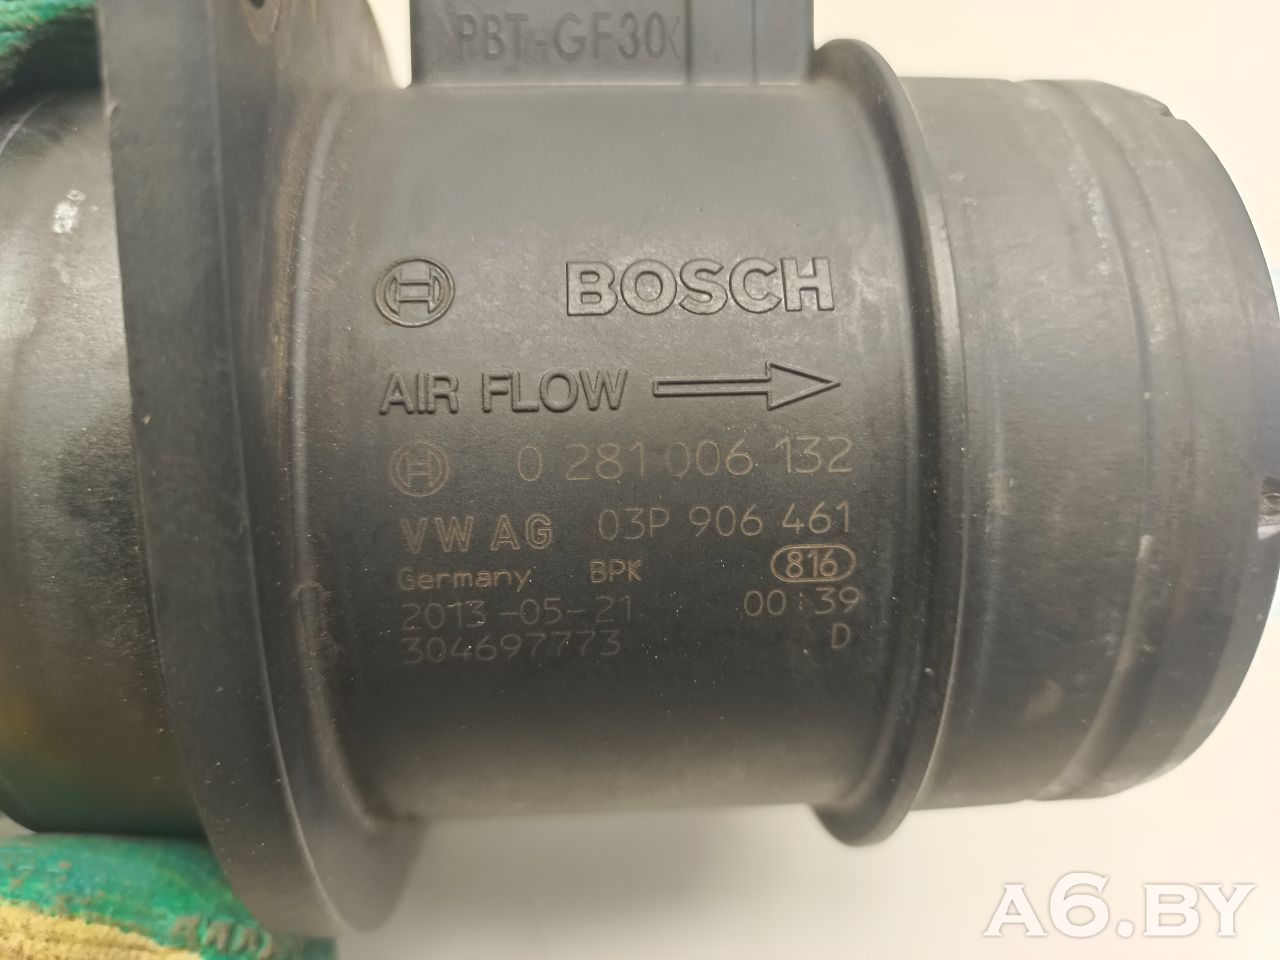 PBT-GF30<
BOSCH
AIR FLOW
0 281 006 132
VW AG 03P 906 461
Germany BPK 816
2013-05-21 00:39
304697773 D
A6.BY